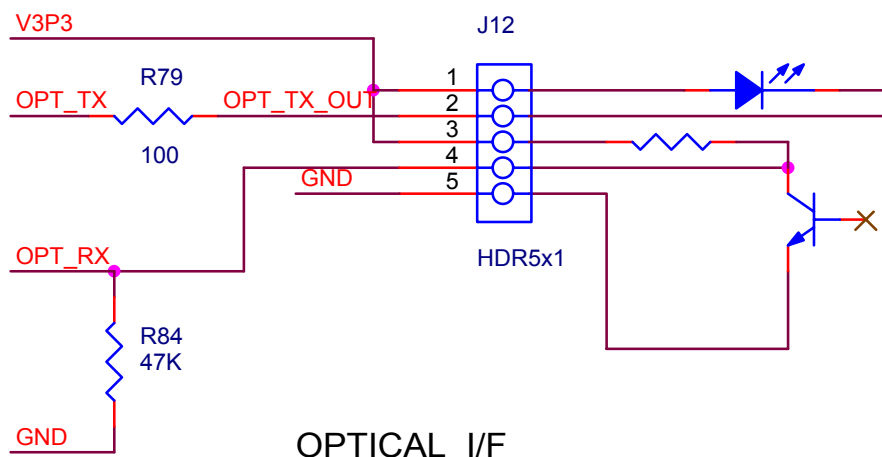 V3P3
J12
R79
1
OPT_TX
OPT_TX_OUT
2
3
100
4
GND
5
OPT_RX
HDR5x1
R84
47K
GND
OPTICAL I/F